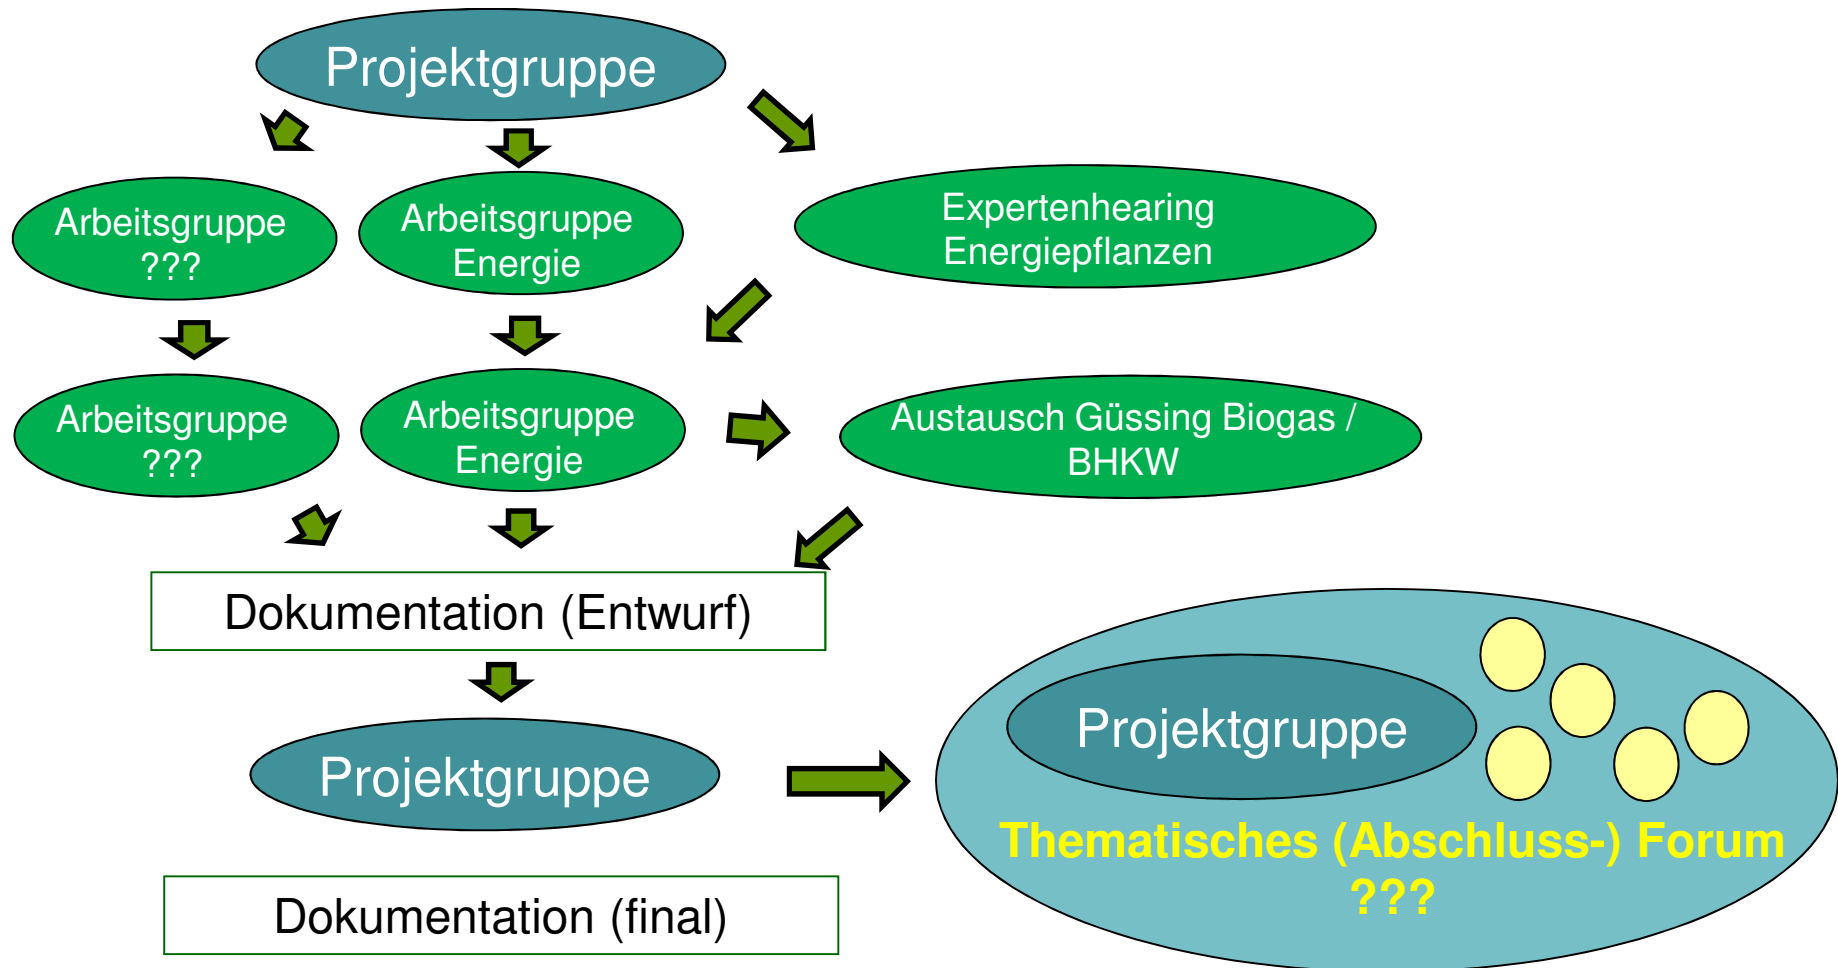 Projektgruppe
Arbeitsgruppe
???
Arbeitsgruppe
Energie
Expertenhearing
Energiepflanzen
Arbeitsgruppe
???
Arbeitsgruppe
Energie
Austausch Güssing Biogas /
BHKW
Dokumentation (Entwurf)
Projektgruppe
Projektgruppe
Thematisches (Abschluss-) Forum
???
Dokumentation (final)